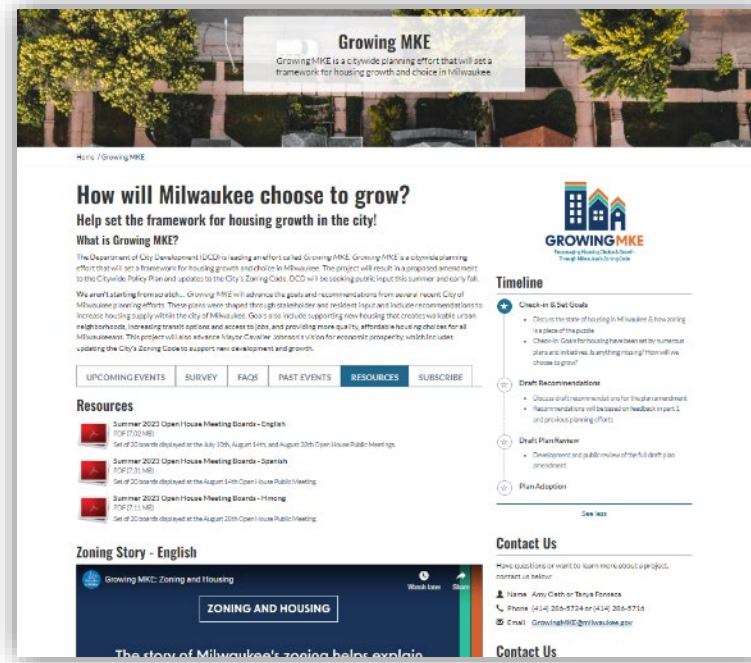 Growing MKE
Growing MKE is a citywide planning effort that will set a
framework for housing growth and choice in Milwaukee.
Home / Growing MKE
How will Milwaukee choose to grow?
Help set the framework for housing growth in the city!
What is Growing MKE?
The Department of City Development (DCD) is leading an effort called Growing MKE. Growing MKE is a citywide planning
effort that will set a framework for housing growth and choice in Milwaukee. The project will result in a proposed amendment
to the Citywide Policy Plan and updates to the City's Zoning Code. DCD will be seeking public input this summer and early fall.
We aren't starting from scratch... Growing MKE will advance the goals and recommendations from several recent City of
Milwaukee planning efforts. These plans were shaped through stakeholder and resident input and include recommendations to
increase housing supply within the city of Milwaukee. Goals also include supporting new housing that creates walkable urban
neighborhoods, increasing transit options and access to jobs, and providing more quality, affordable housing choices for all
Milwaukeeans. This project will also advance Mayor Cavalier Johnson's vision for economic prosperity, which includes
updating the City's Zoning Code to support new development and growth.
UPCOMING EVENTS
SURVEY
FAQS
PAST EVENTS
RESOURCES
SUBSCRIBE
Resources
Summer 2023 Open House Meeting Boards - English
PDF (7.02 MB)
Set of 20 boards displayed at the July 10th, August 14th, and August 20th Open House Public Meetings.
Summer 2023 Open House Meeting Boards - Spanish
PDF (7.31 MB)
Set of 20 boards displayed at the August 14th Open House Public Meeting.
Summer 2023 Open House Meeting Boards - Hmong
PDF (7.11 MB)
Set of 20 boards displayed at the August 20th Open House Public Meeting.
Zoning Story - English
Growing MKE: Zoning and Housing
Watch later
Share
ZONING AND HOUSING
The story of Milwaukee's zoning helps explain
GROWING MKE
Encouraging Housing Choice & Growth
Through Milwaukee's Zoning Code
Timeline
Check-in & Set Goals
Discuss the state of housing in Milwaukee & how zoning
is a piece of the puzzle
Check-in: Goals for housing have been set by numerous
plans and initiatives. Is anything missing? How will we
choose to grow?
Draft Recommendations
Discuss draft recommendations for the plan amendment
Recommendations will be based on feedback in part 1
and previous planning efforts
Draft Plan Review
Development and public review of the full draft plan
amendment.
Plan Adoption
See less
Contact Us
Have questions or want to learn more about a project,
contact us below:
Name Amy Oeth or Tanya Fonseca
Phone (414) 286-5724 or (414) 286-5716
Email GrowingMKE@milwaukee.gov
Contact Us